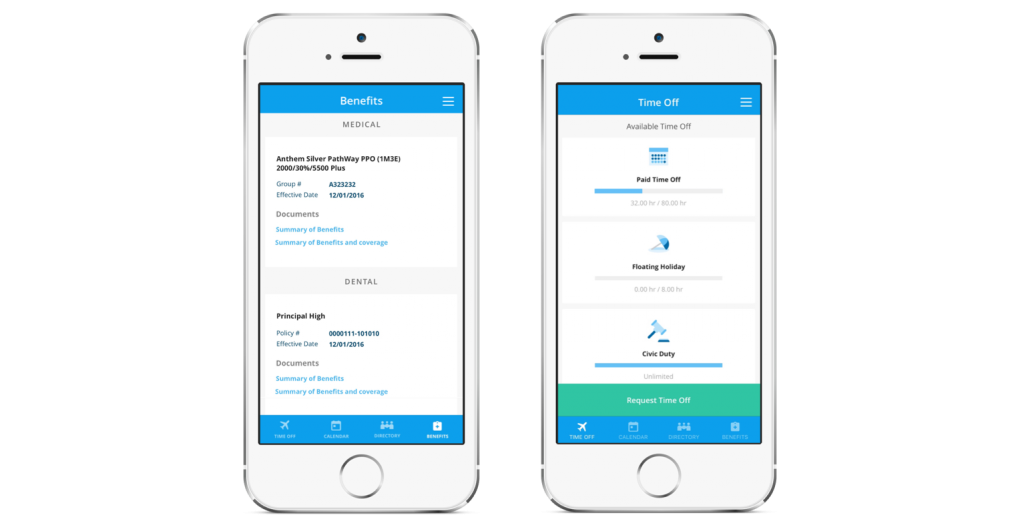 Benefits
MEDICAL
Anthem Silver PathWay PPO (1M3E)
2000/30%/5500 Plus
Group # A323232
Effective Date 12/01/2016
Documents
Summary of Benefits
Summary of Benefits and coverage
DENTAL
Principal High
Policy # 0000111-101010
Effective Date 12/01/2016
Documents
Summary of Benefits
Summary of Benefits and coverage
TIME OFF CALENDAR DIRECTORY BENEFITS
Time Off
Available Time Off
Paid Time Off
32.00 hr / 80.00 hr
Floating Holiday
0.00 hr / 8.00 hr
Civic Duty
Unlimited
Request Time Off
TIME OFF CALENDAR DIRECTORY BENEFITS